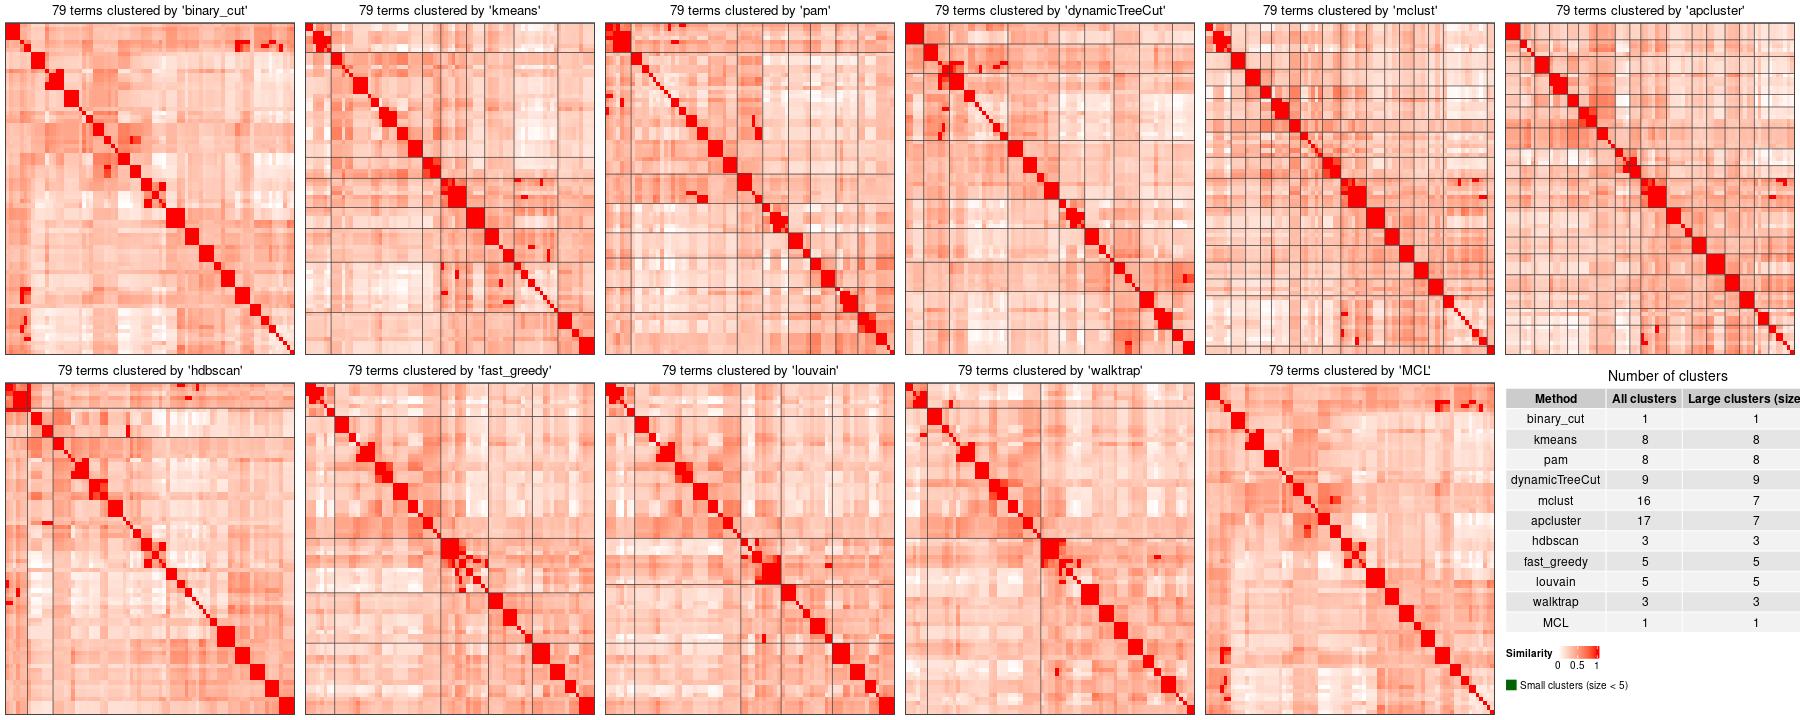 79 terms clustered by 'binary_cut'
79 terms clustered by 'kmeans'
79 terms clustered by 'pam'
79 terms clustered by 'dynamicTreeCut'
79 terms clustered by 'mclust'
79 terms clustered by 'apcluster'
79 terms clustered by 'hdbscan'
79 terms clustered by 'fast_greedy'
79 terms clustered by 'louvain'
79 terms clustered by 'walktrap'
79 terms clustered by 'MCL'
Number of clusters
Method All clusters Large clusters (size
binary_cut 1 1
kmeans 8 8
pam 8 8
dynamicTreeCut 9 9
mclust 16 7
apcluster 17 7
hdbscan 3 3
fast_greedy 5 5
louvain 5 5
walktrap 3 3
MCL 1 1
Similarity
0 0.5 1
Small clusters (size < 5)